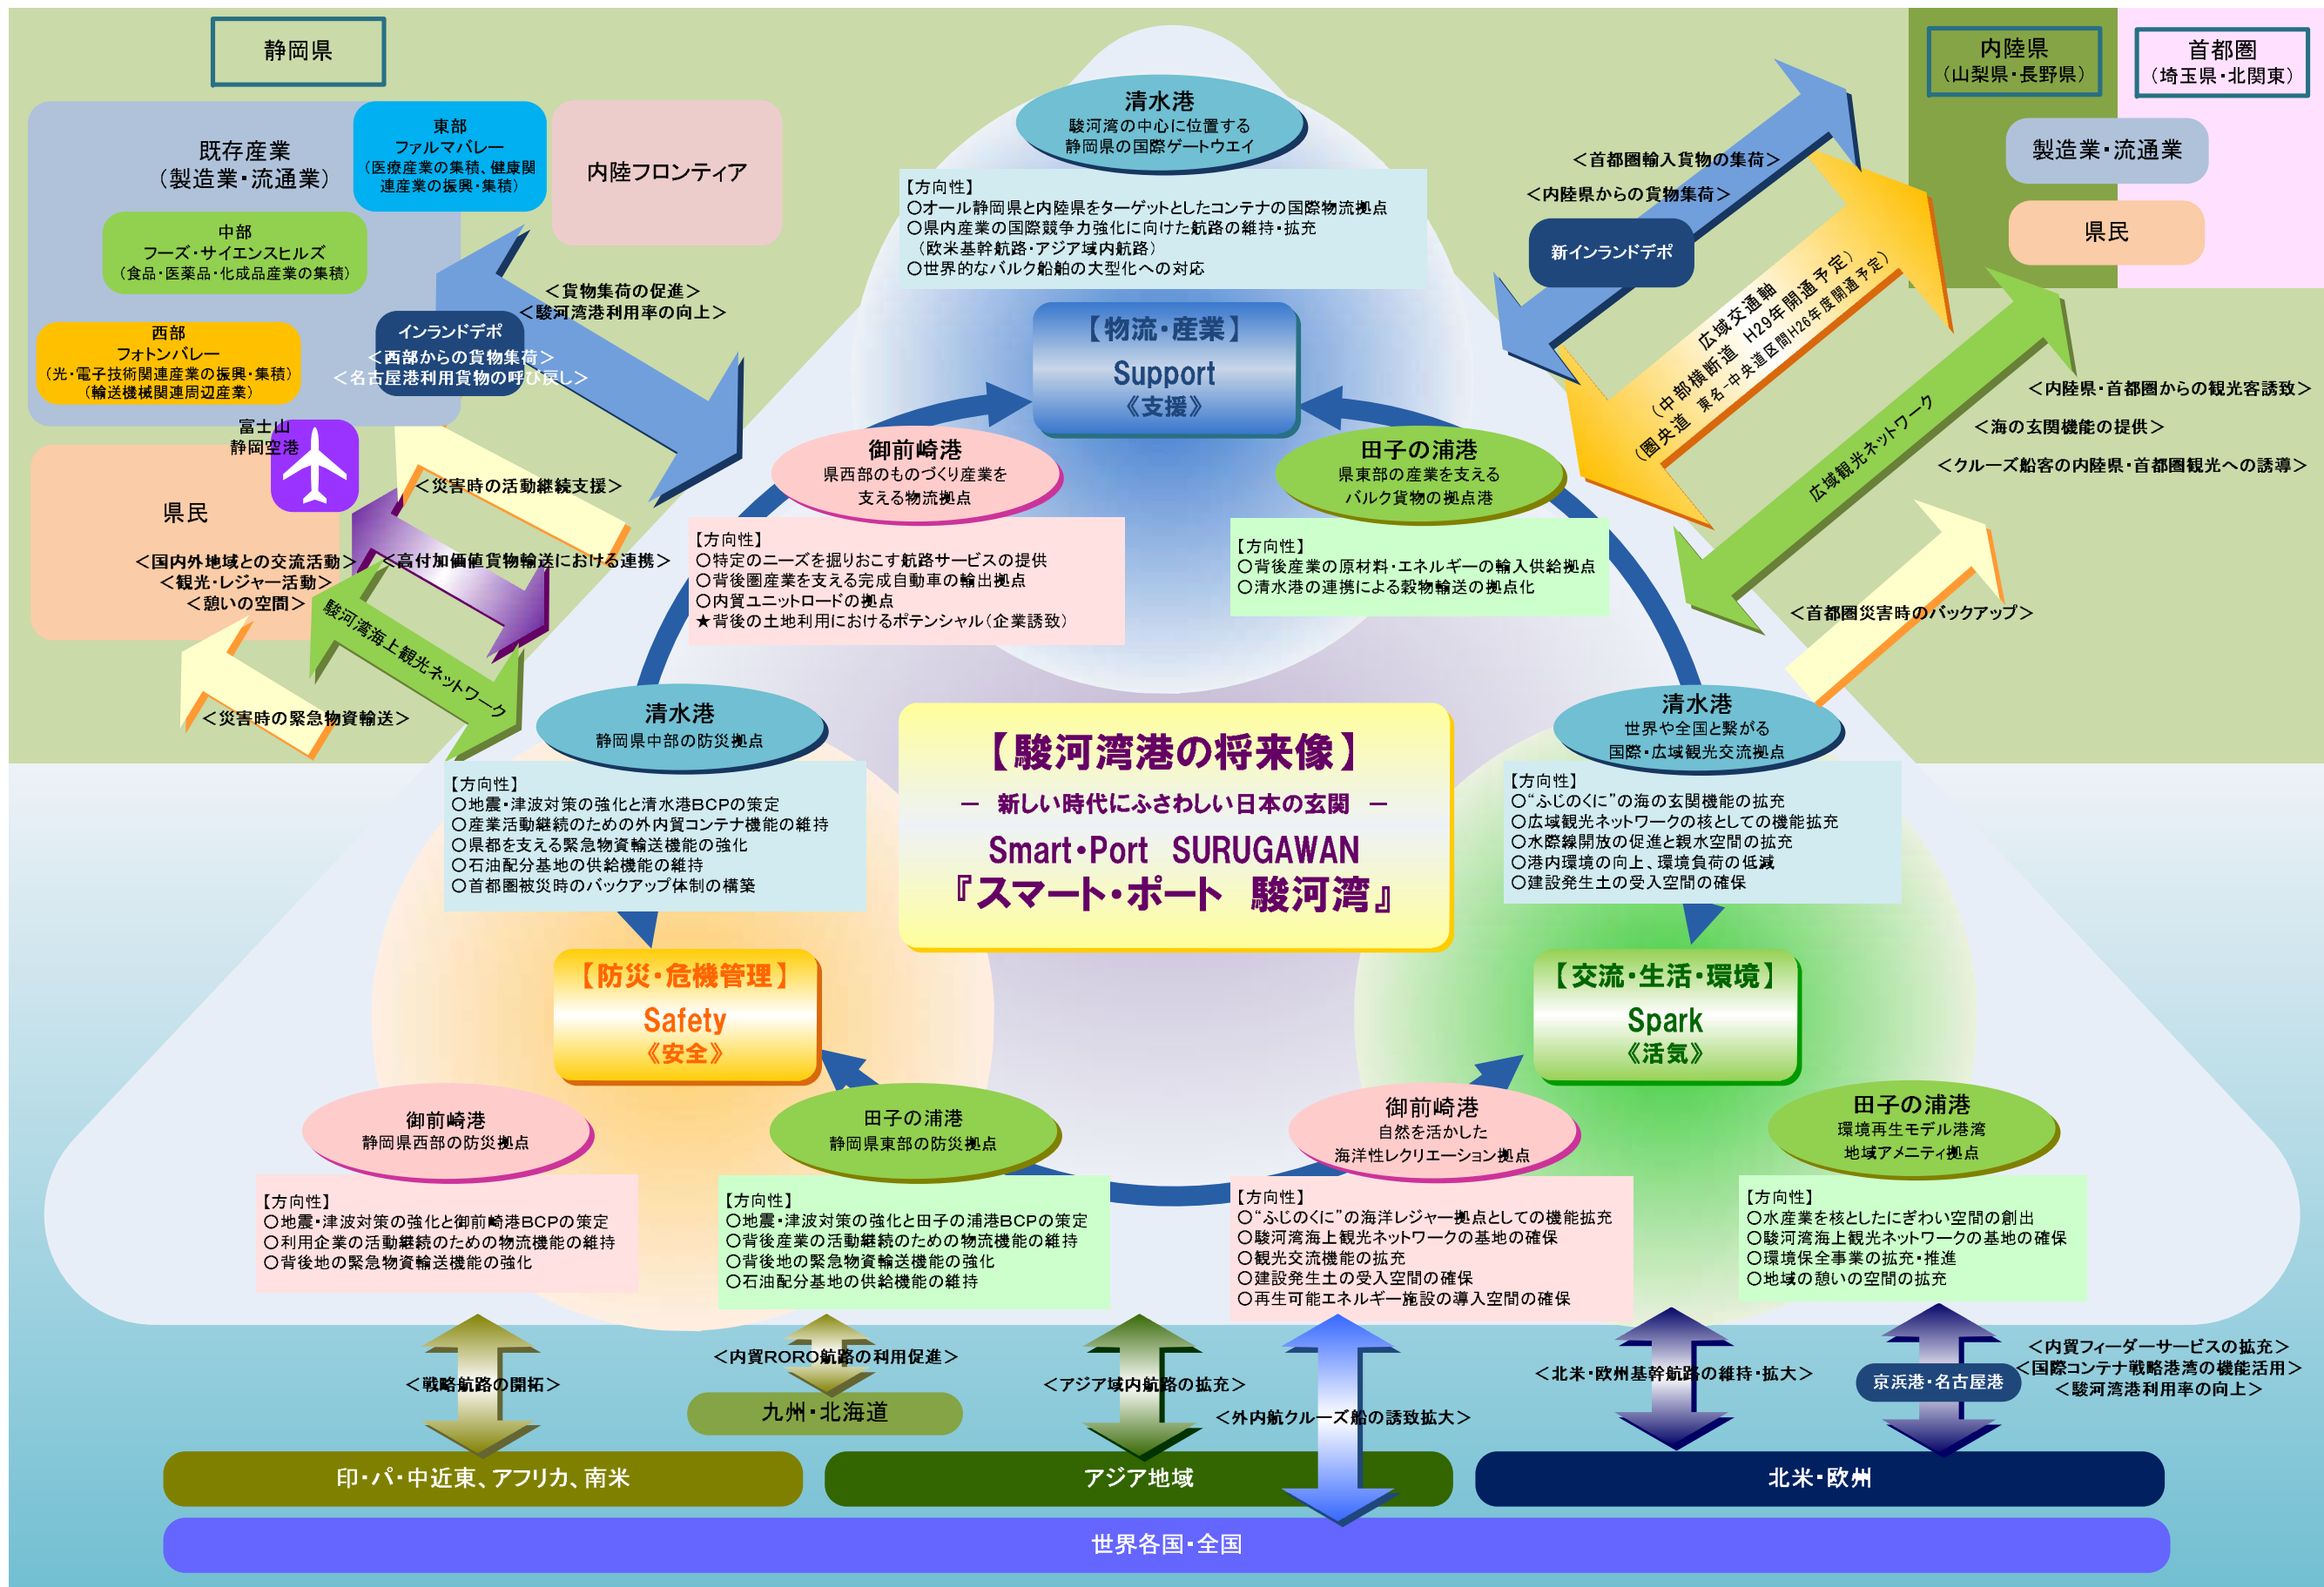 静岡県
既存産業
（製造業・流通業）
東部
ファルマバレー
（医療産業の集積、健康関
連産業の振興・集積）
内陸フロンティア
中部
フーズ・サイエンスヒルズ
（食品・医薬品・化成品産業の集積）
西部
フォトンバレー
（光・電子技術関連産業の振興・集積）
（輸送機械関連周辺産業）
インランドデポ
＜西部からの貨物集荷＞
＜名古屋港利用貨物の呼び戻し＞
＜貨物集荷の促進＞
＜駿河湾港利用率の向上＞
富士山
静岡空港
県民
＜国内外地域との交流活動＞
＜観光・レジャー活動＞
＜憩いの空間＞
＜災害時の活動継続支援＞
＜高付加価値貨物輸送における連携＞
駿河湾海上観光ネットワーク
＜災害時の緊急物資輸送＞
清水港
駿河湾の中心に位置する
静岡県の国際ゲートウエイ
【方向性】
○オール静岡県と内陸県をターゲットとしたコンテナの国際物流拠点
○県内産業の国際競争力強化に向けた航路の維持・拡充
（欧米基幹航路・アジア域内航路）
○世界的なバルク船舶の大型化への対応
【物流・産業】
Support
《支援》
御前崎港
県西部のものづくり産業を
支える物流拠点
【方向性】
○特定のニーズを掘りおこす航路サービスの提供
○背後圏産業を支える完成自動車の輸出拠点
○内貿ユニットロードの拠点
★背後の土地利用におけるポテンシャル（企業誘致）
田子の浦港
県東部の産業を支える
バルク貨物の拠点港
【方向性】
○背後産業の原材料・エネルギーの輸入供給拠点
○清水港の連携による穀物輸送の拠点化
内陸県
（山梨県・長野県）
首都圏
（埼玉県・北関東）
製造業・流通業
県民
＜首都圏輸入貨物の集荷＞
＜内陸県からの貨物集荷＞
新インランドデポ
広域交通軸
（中部横断道 H29年開通予定）
（圏央道 東名-中央道区間H26年度開通予定）
広域観光ネットワーク
＜内陸県・首都圏からの観光客誘致＞
＜海の玄関機能の提供＞
＜クルーズ船客の内陸県・首都圏観光への誘導＞
＜首都圏災害時のバックアップ＞
【駿河湾港の将来像】
－ 新しい時代にふさわしい日本の玄関 －
Smart・Port SURUGAWAN
『スマート・ポート 駿河湾』
清水港
静岡県中部の防災拠点
【方向性】
○地震・津波対策の強化と清水港BCPの策定
○産業活動継続のための外内貿コンテナ機能の維持
○県都を支える緊急物資輸送機能の強化
○石油配分基地の供給機能の維持
○首都圏被災時のバックアップ体制の構築
【防災・危機管理】
Safety
《安全》
御前崎港
静岡県西部の防災拠点
【方向性】
○地震・津波対策の強化と御前崎港BCPの策定
○利用企業の活動継続のための物流機能の維持
○背後地の緊急物資輸送機能の強化
田子の浦港
静岡県東部の防災拠点
【方向性】
○地震・津波対策の強化と田子の浦港BCPの策定
○背後産業の活動継続のための物流機能の維持
○背後地の緊急物資輸送機能の強化
○石油配分基地の供給機能の維持
清水港
世界や全国と繋がる
国際・広域観光交流拠点
【方向性】
○“ふじのくに”の海の玄関機能の拡充
○広域観光ネットワークの核としての機能拡充
○水際線開放の促進と親水空間の拡充
○港内環境の向上、環境負荷の低減
○建設発生土の受入空間の確保
【交流・生活・環境】
Spark
《活気》
御前崎港
自然を活かした
海洋性レクリエーション拠点
【方向性】
○“ふじのくに”の海洋レジャー拠点としての機能拡充
○駿河湾海上観光ネットワークの基地の確保
○観光交流機能の拡充
○建設発生土の受入空間の確保
○再生可能エネルギー施設の導入空間の確保
田子の浦港
環境再生モデル港湾
地域アメニティ拠点
【方向性】
○水産業を核としたにぎわい空間の創出
○駿河湾海上観光ネットワークの基地の確保
○環境保全事業の拡充・推進
○地域の憩いの空間の拡充
＜戦略航路の開拓＞
＜内貿RORO航路の利用促進＞
九州・北海道
＜アジア域内航路の拡充＞
＜外内航クルーズ船の誘致拡大＞
＜北米・欧州基幹航路の維持・拡大＞
京浜港・名古屋港
＜内貿フィーダーサービスの拡充＞
＜国際コンテナ戦略港湾の機能活用＞
＜駿河湾港利用率の向上＞
印・パ・中近東、アフリカ、南米
アジア地域
北米・欧州
世界各国・全国